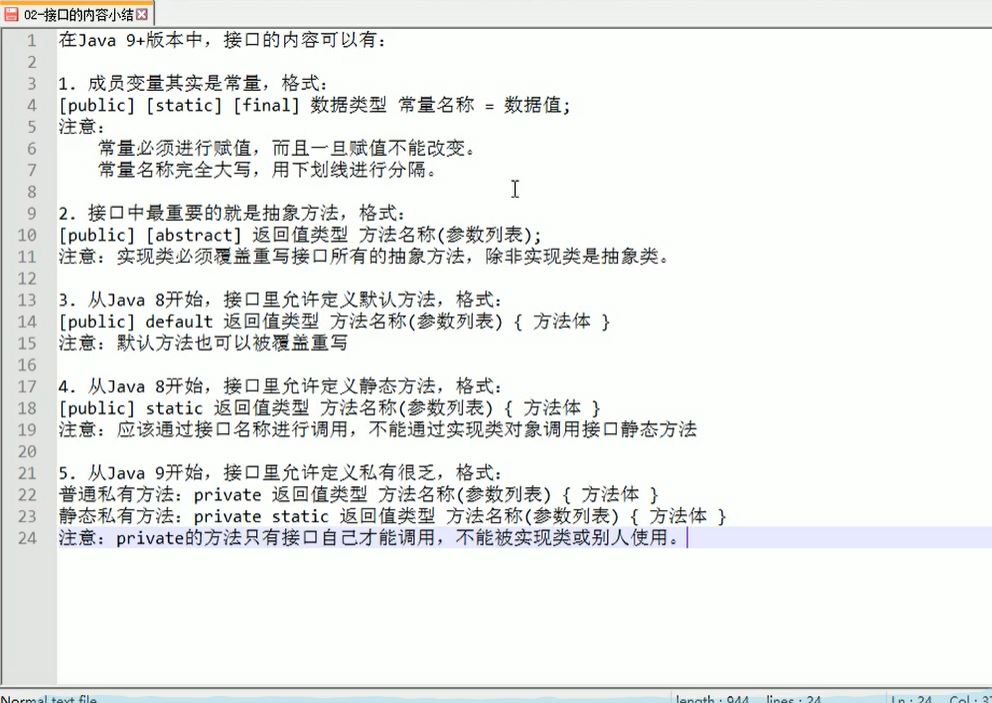 02-接口的内容小结
1 在Java 9+版本中，接口的内容可以有：
2
3 1. 成员变量其实是常量，格式：
4 [public] [static] [final] 数据类型 常量名称 = 数据值;
5 注意：
6 常量必须进行赋值，而且一旦赋值不能改变。
7 常量名称完全大写，用下划线进行分隔。
8
9 2. 接口中最重要的就是抽象方法，格式：
10 [public] [abstract] 返回值类型 方法名称(参数列表);
11 注意：实现类必须覆盖重写接口所有的抽象方法，除非实现类是抽象类。
12
13 3. 从Java 8开始，接口里允许定义默认方法，格式：
14 [public] default 返回值类型 方法名称(参数列表) { 方法体 }
15 注意：默认方法也可以被覆盖重写
16
17 4. 从Java 8开始，接口里允许定义静态方法，格式：
18 [public] static 返回值类型 方法名称(参数列表) { 方法体 }
19 注意：应该通过接口名称进行调用，不能通过实现类对象调用接口静态方法
20
21 5. 从Java 9开始，接口里允许定义私有很乏，格式：
22 普通私有方法：private 返回值类型 方法名称(参数列表) { 方法体 }
23 静态私有方法：private static 返回值类型 方法名称(参数列表) { 方法体 }
24 注意：private的方法只有接口自己才能调用，不能被实现类或别人使用。
Normal text file length : 944 lines : 24 Ln : 24 Col :